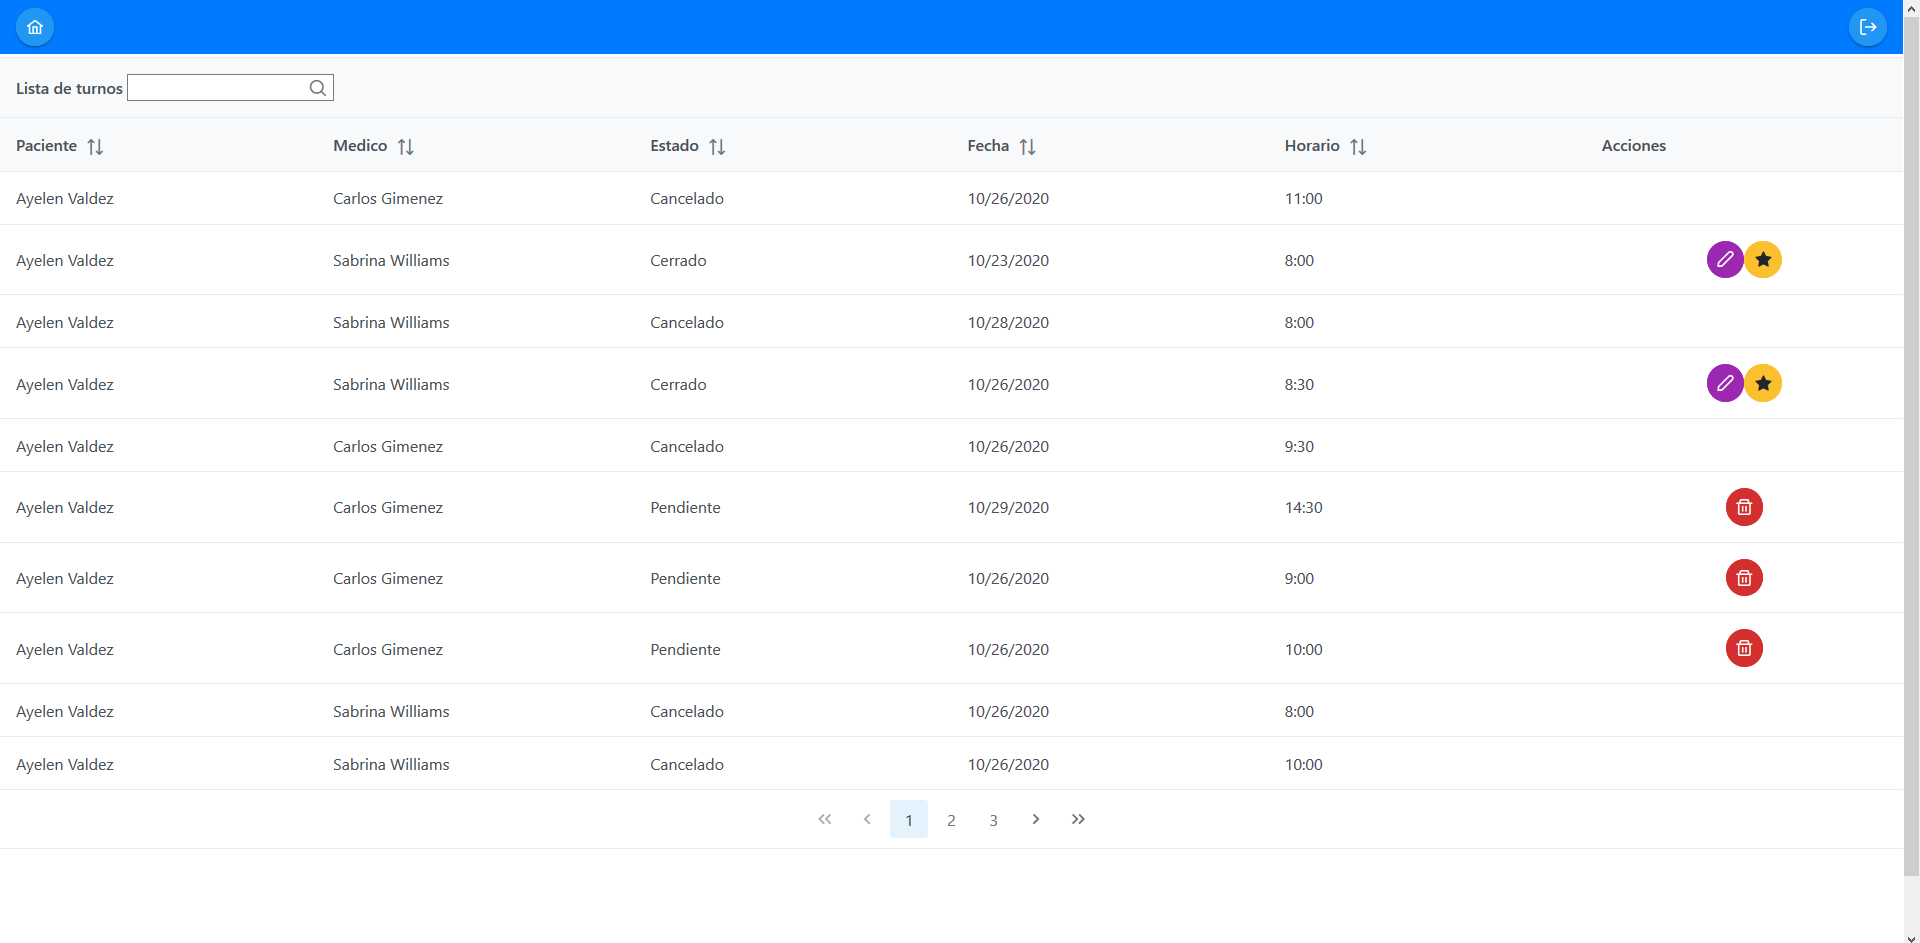 Lista de turnos
Paciente Medico Estado Fecha Horario Acciones
Ayelen Valdez Carlos Gimenez Cancelado 10/26/2020 11:00
Ayelen Valdez Sabrina Williams Cerrado 10/23/2020 8:00
Ayelen Valdez Sabrina Williams Cancelado 10/28/2020 8:00
Ayelen Valdez Sabrina Williams Cerrado 10/26/2020 8:30
Ayelen Valdez Carlos Gimenez Cancelado 10/26/2020 9:30
Ayelen Valdez Carlos Gimenez Pendiente 10/29/2020 14:30
Ayelen Valdez Carlos Gimenez Pendiente 10/26/2020 9:00
Ayelen Valdez Carlos Gimenez Pendiente 10/26/2020 10:00
Ayelen Valdez Sabrina Williams Cancelado 10/26/2020 8:00
Ayelen Valdez Sabrina Williams Cancelado 10/26/2020 10:00
1 2 3